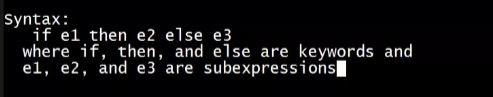 Syntax:
if e1 then e2 else e3
where if, then, and else are keywords and
e1, e2, and e3 are subexpressions